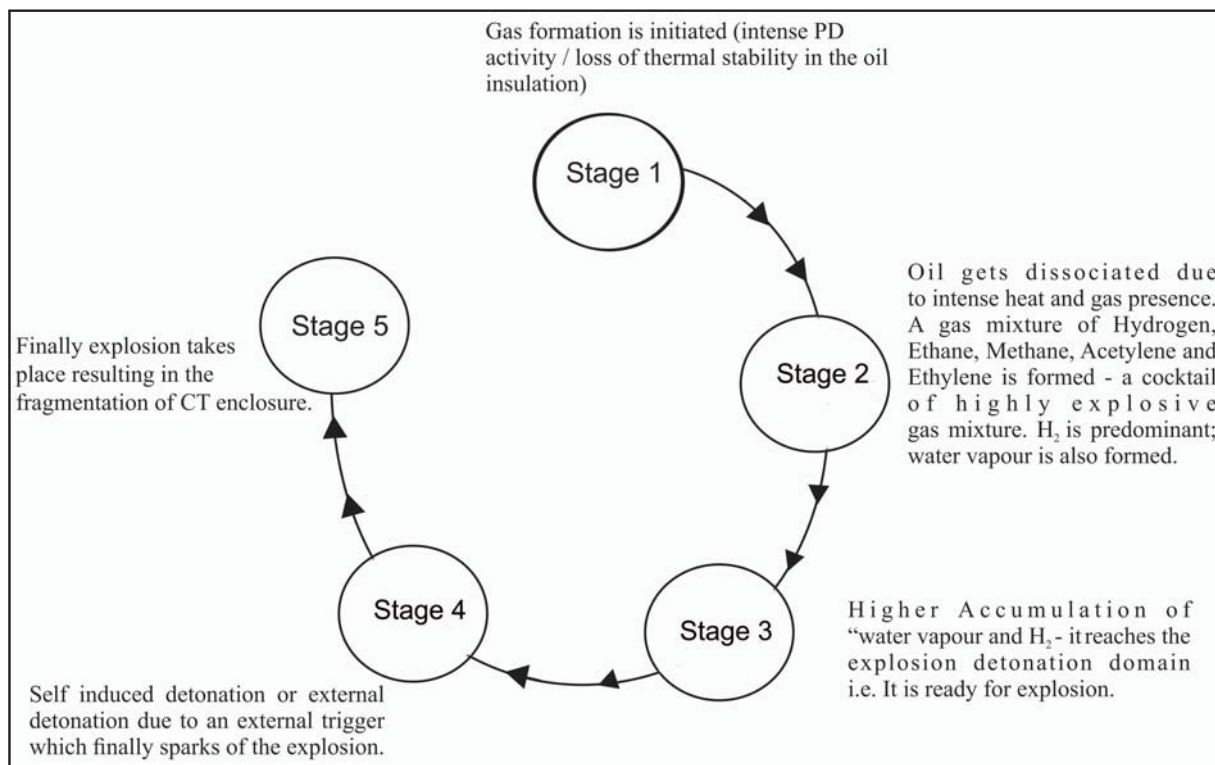 Gas formation is initiated (intense PD
activity / loss of thermal stability in the oil
insulation)
Stage 1
Oil gets dissociated due
to intense heat and gas presence.
A gas mixture of Hydrogen,
Ethane, Methane, Acetylene and
Ethylene is formed - a cocktail
of highly explosive
gas mixture. H₂ is predominant;
water vapour is also formed.
Stage 2
Higher Accumulation of
“water vapour and H₂ - it reaches the
explosion detonation domain
i.e. It is ready for explosion.
Stage 3
Stage 4
Self induced detonation or external
detonation due to an external trigger
which finally sparks of the explosion.
Stage 5
Finally explosion takes
place resulting in the
fragmentation of CT enclosure.